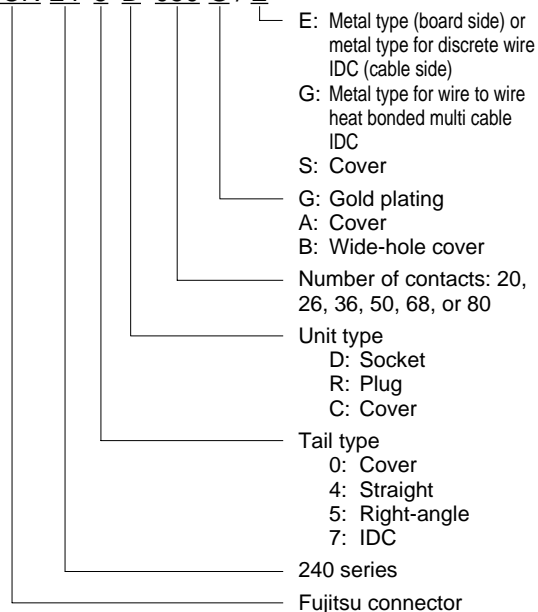 E: Metal type (board side) or
metal type for discrete wire
IDC (cable side)
G: Metal type for wire to wire
heat bonded multi cable
IDC
S: Cover
G: Gold plating
A: Cover
B: Wide-hole cover
Number of contacts: 20,
26, 36, 50, 68, or 80
Unit type
D: Socket
R: Plug
C: Cover
Tail type
0: Cover
4: Straight
5: Right-angle
7: IDC
240 series
Fujitsu connector